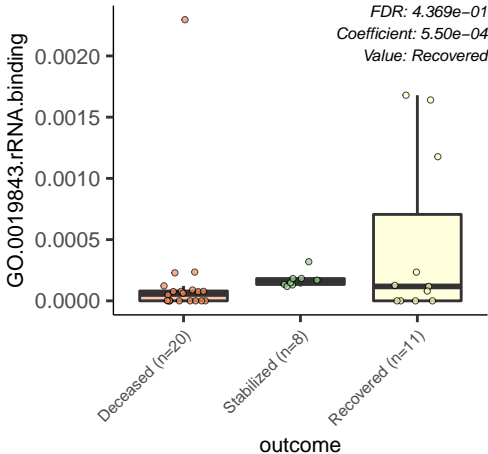 FDR: 4.369e−01
Coefficient: 5.50e−04
Value: Recovered
GO.0019843.rRNA.binding
0.0020
0.0015
0.0010
0.0005
0.0000
Deceased (n=20)
Stabilized (n=8)
Recovered (n=11)
outcome